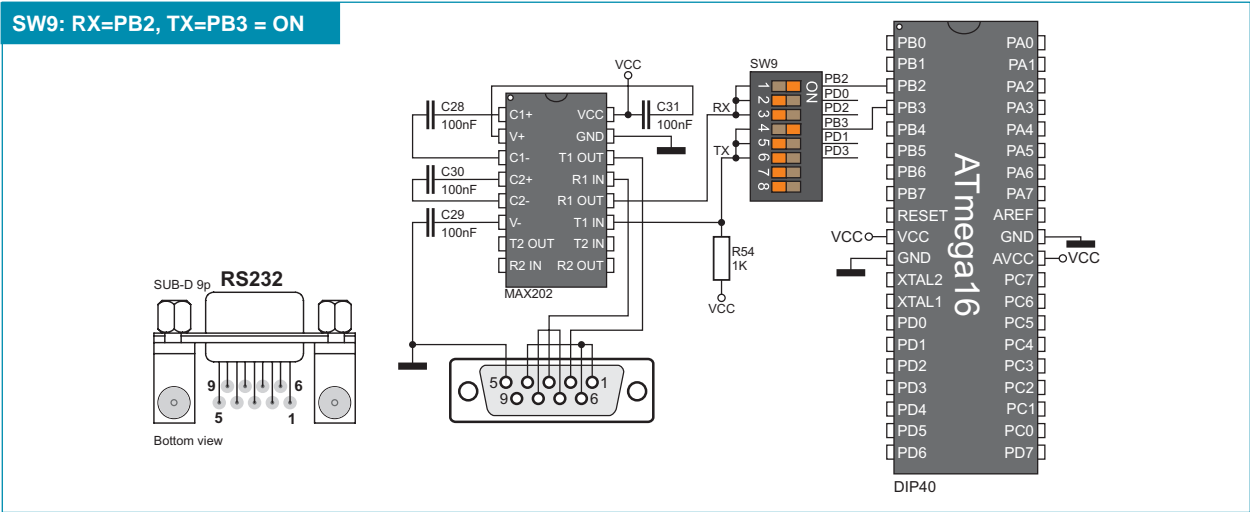 SW9: RX=PB2, TX=PB3 = ON
VCC
C28
100nF
C31
100nF
C30
100nF
C29
100nF
C1+
V+
C1-
C2+
C2-
V-
T2 OUT
R2 IN
VCC
GND
T1 OUT
R1 IN
R1 OUT
T1 IN
T2 IN
R2 OUT
MAX202
RX
TX
SW9
ON
1
2
3
4
5
6
7
8
PB2
PD0
PD2
PB3
PD1
PD3
R54
1K
VCC
SUB-D 9p
RS232
9
6
5
1
Bottom view
5
1
9
6
PB0
PB1
PB2
PB3
PB4
PB5
PB6
PB7
RESET
VCC
VCC
GND
XTAL2
XTAL1
PD0
PD1
PD2
PD3
PD4
PD5
PD6
ATmega16
PA0
PA1
PA2
PA3
PA4
PA5
PA6
PA7
AREF
GND
AVCC
VCC
PC7
PC6
PC5
PC4
PC3
PC2
PC1
PC0
PD7
DIP40